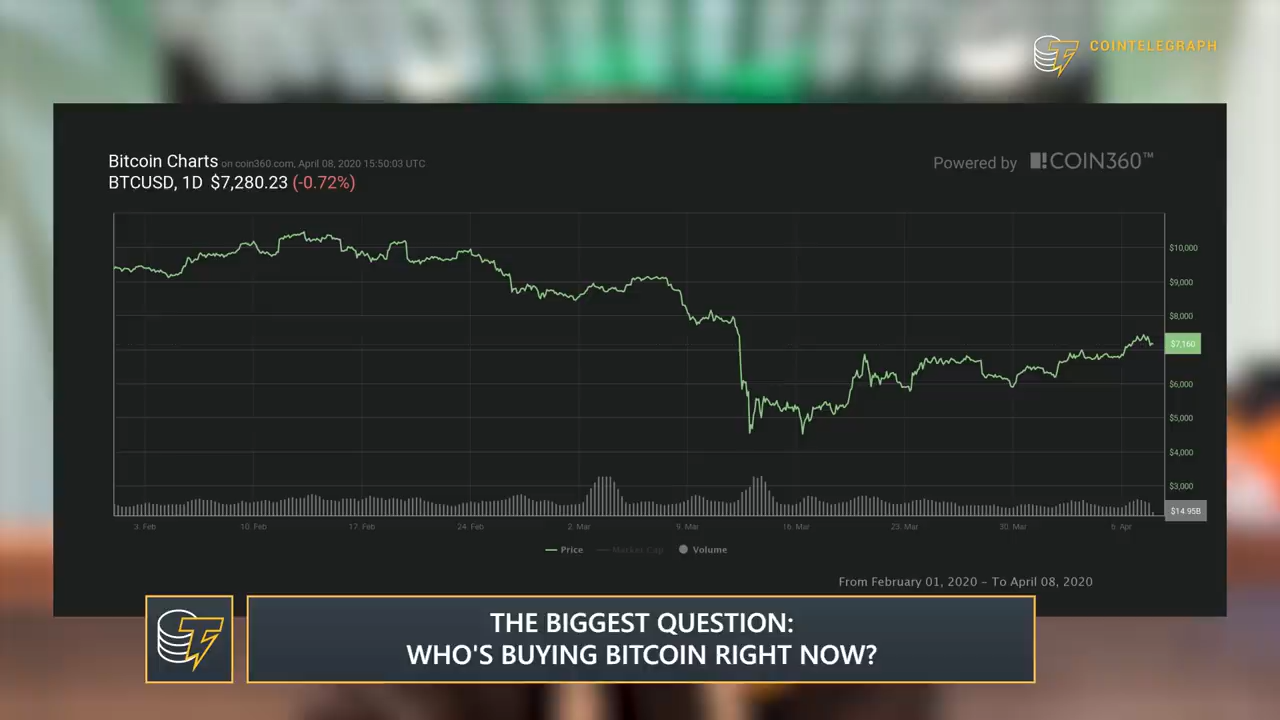 COINTELEGRAPH
Bitcoin Charts on coin360.com, April 08, 2020 15:50:03 UTC
BTCUSD, 1D $7,280.23 (-0.72%)
Powered by COIN360™
$10,000
$9,000
$8,000
$7,160
$6,000
$5,000
$4,000
$3,000
$14.95B
3. Feb 10. Feb 17. Feb 24. Feb 2. Mar 9. Mar 16. Mar 23. Mar 30. Mar 6. Apr
Price Market Cap Volume
From February 01, 2020 – To April 08, 2020
THE BIGGEST QUESTION:
WHO'S BUYING BITCOIN RIGHT NOW?